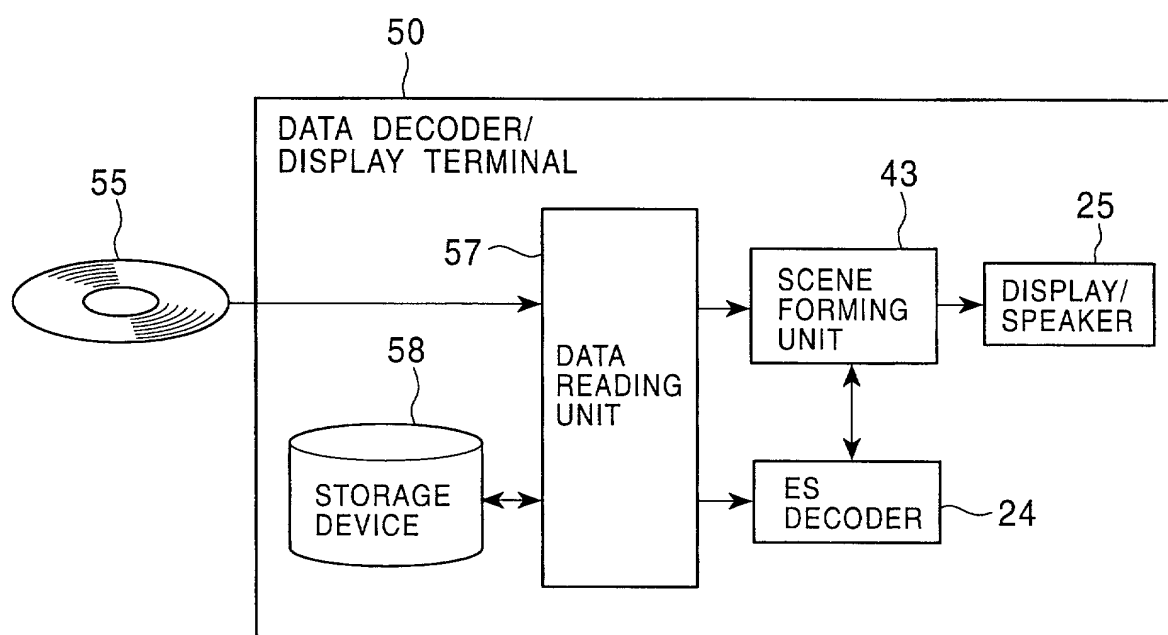 50
DATA DECODER/
DISPLAY TERMINAL
55
57
43
25
SCENE
FORMING
UNIT
DISPLAY/
SPEAKER
58
DATA
READING
UNIT
STORAGE
DEVICE
ES
DECODER
24